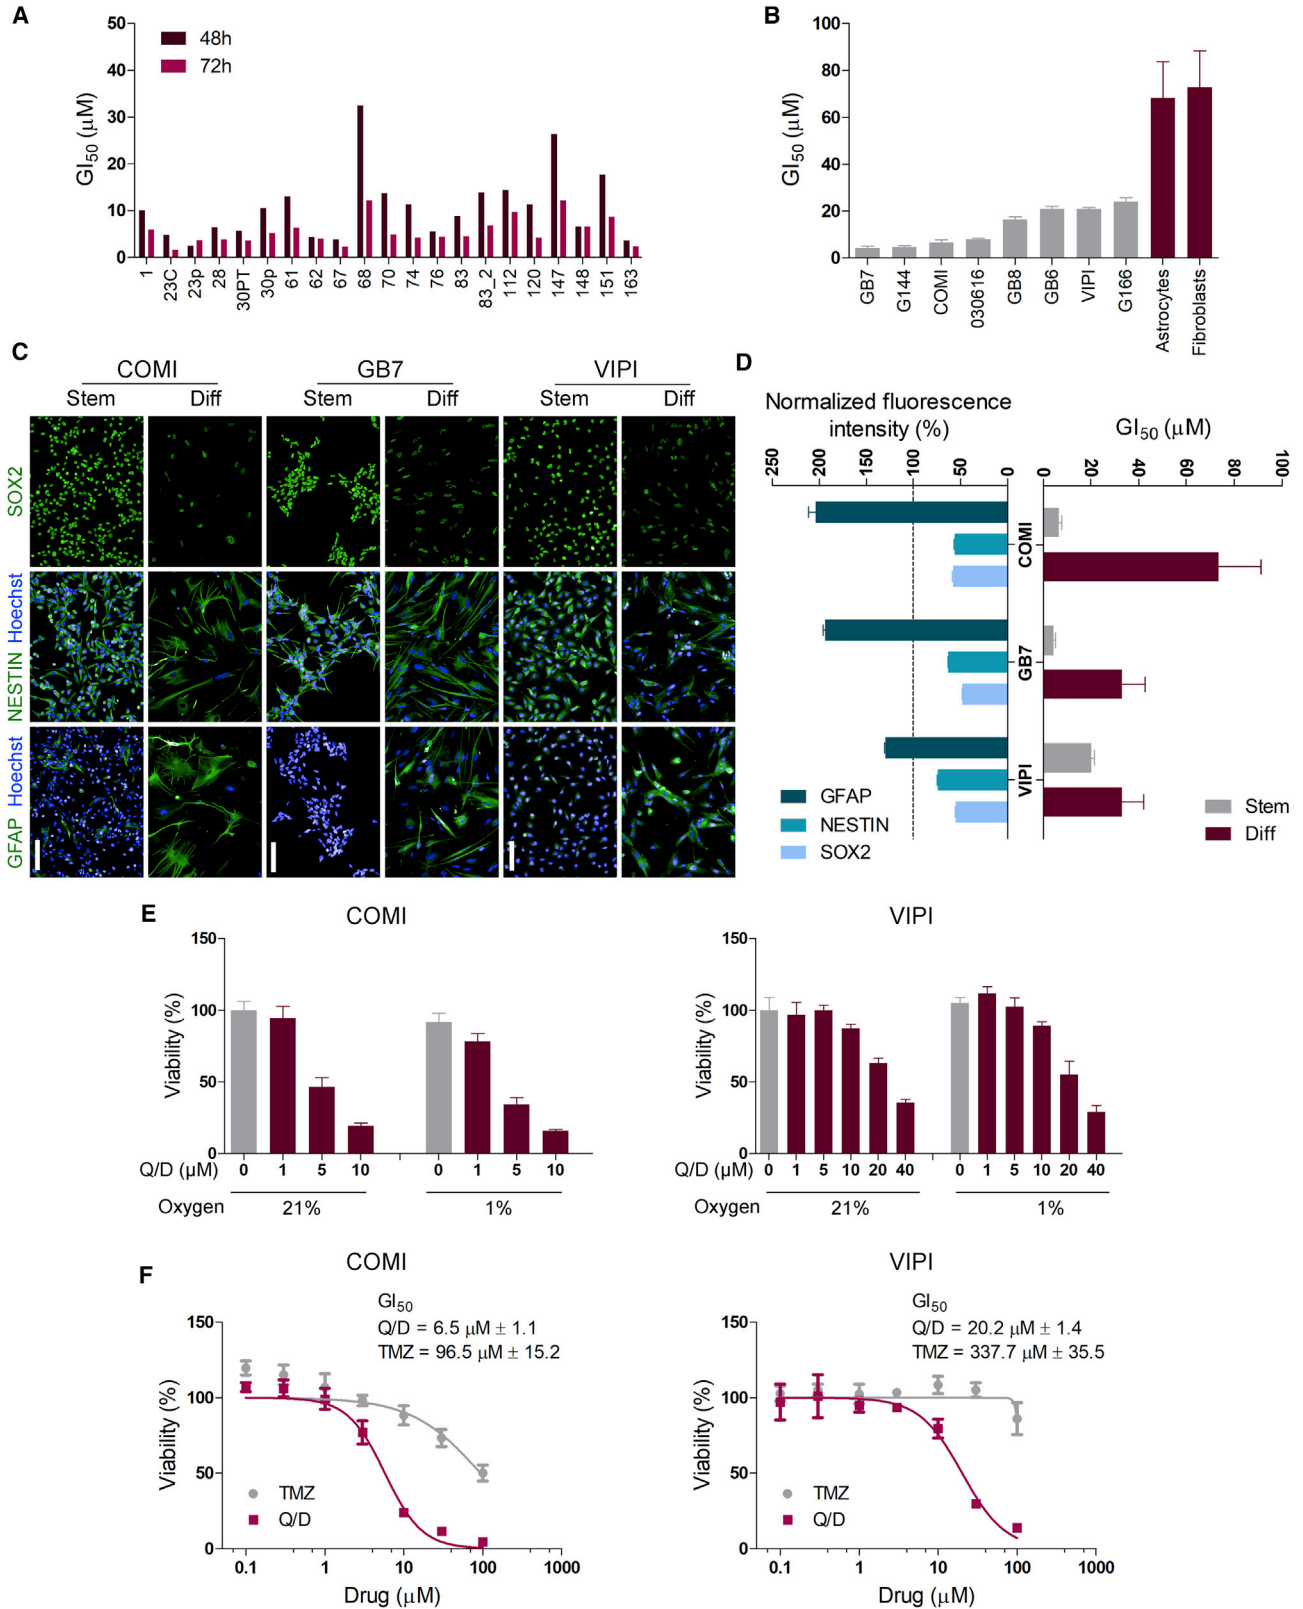 A
50
40
30
20
10
0
GI50 (μM)
48h
72h
1
23C
23p
28
30PT
30p
61
62
67
68
70
74
76
83
83_2
112
120
147
148
151
163
B
100
80
60
40
20
0
GI50 (μM)
GB7
G144
COMI
030616
GB8
GB6
VIPI
G166
Astrocytes
Fibroblasts
C
COMI GB7 VIPI
Stem Diff Stem Diff Stem Diff
SOX2
NESTIN Hoechst
GFAP Hoechst
D
Normalized fluorescence
intensity (%)
250 200 150 100 50 0
GI50 (μM)
0 20 40 60 80 100
COMI
GB7
VIPI
GFAP
NESTIN
SOX2
Stem
Diff
E
COMI
150
100
50
0
Viability (%)
Q/D (μM) 0 1 5 10 0 1 5 10
Oxygen 21% 1%
VIPI
150
100
50
0
Viability (%)
Q/D (μM) 0 1 5 10 20 40 0 1 5 10 20 40
Oxygen 21% 1%
F
COMI
GI50
Q/D = 6.5 μM ± 1.1
TMZ = 96.5 μM ± 15.2
150
100
50
0
Viability (%)
TMZ
Q/D
0.1 1 10 100 1000
Drug (μM)
VIPI
GI50
Q/D = 20.2 μM ± 1.4
TMZ = 337.7 μM ± 35.5
150
100
50
0
Viability (%)
TMZ
Q/D
0.1 1 10 100 1000
Drug (μM)